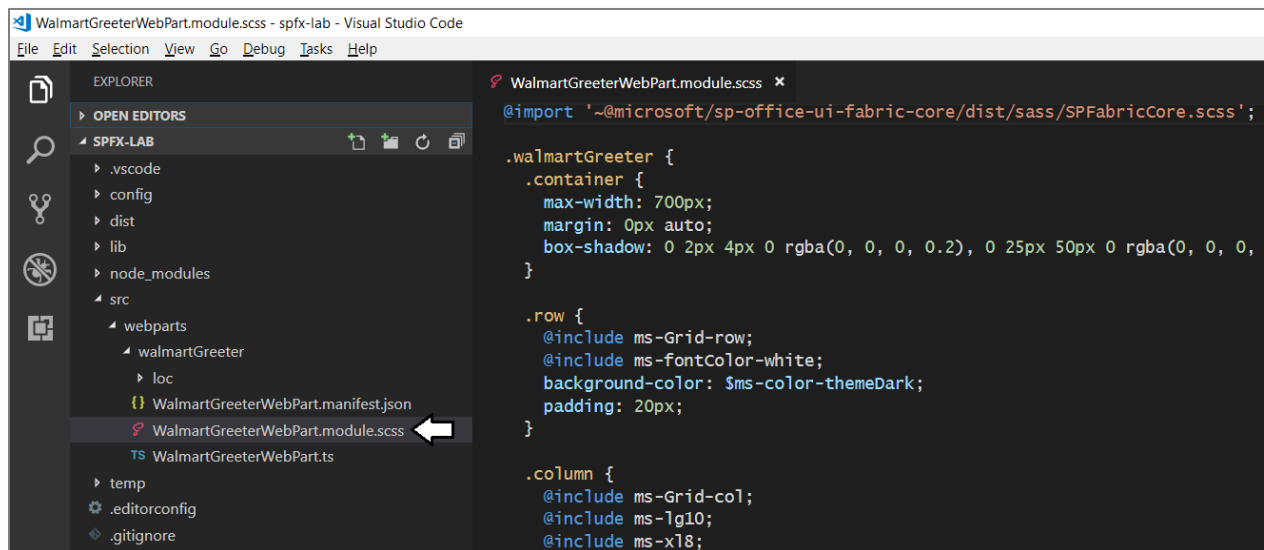 WalmartGreeterWebPart.module.scss - spfx-lab - Visual Studio Code
File Edit Selection View Go Debug Tasks Help
EXPLORER
OPEN EDITORS
SPFX-LAB
.vscode
config
dist
lib
node_modules
src
webparts
walmartGreeter
loc
{} WalmartGreeterWebPart.manifest.json
WalmartGreeterWebPart.module.scss
TS WalmartGreeterWebPart.ts
temp
.editorconfig
.gitignore
WalmartGreeterWebPart.module.scss ×
@import '~@microsoft/sp-office-ui-fabric-core/dist/sass/SPFabricCore.scss';
.walmartGreeter {
.container {
max-width: 700px;
margin: 0px auto;
box-shadow: 0 2px 4px 0 rgba(0, 0, 0, 0.2), 0 25px 50px 0 rgba(0, 0, 0,
}
.row {
@include ms-Grid-row;
@include ms-fontColor-white;
background-color: $ms-color-themeDark;
padding: 20px;
}
.column {
@include ms-Grid-col;
@include ms-lg10;
@include ms-xl8;